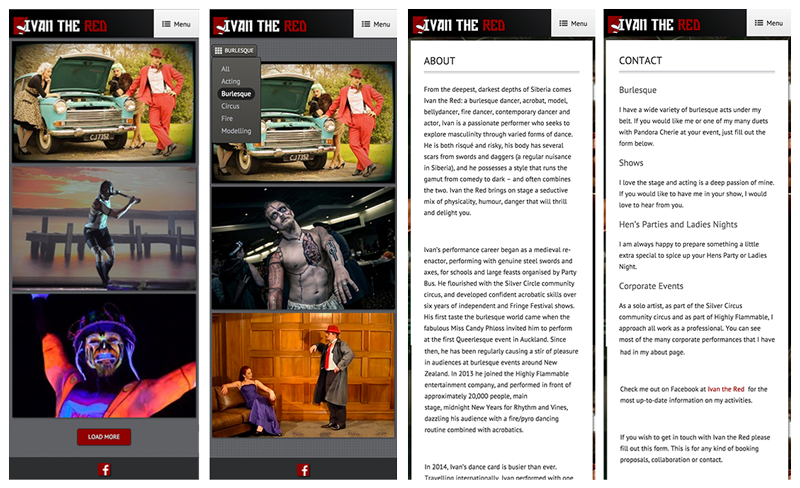 IVAN THE RED
Menu
CJ7352
LOAD MORE
IVAN THE RED
Menu
BURLESQUE
All
Acting
Burlesque
Circus
Fire
Modelling
CJ7352
IVAN THE RED
Menu
ABOUT
From the deepest, darkest depths of Siberia comes
Ivan the Red: a burlesque dancer, acrobat, model,
bellydancer, fire dancer, contemporary dancer and
actor, Ivan is a passionate performer who seeks to
explore masculinity through varied forms of dance.
He is both risqué and risky, his body has several
scars from swords and daggers (a regular nuisance
in Siberia), and he possesses a style that runs the
gamut from comedy to dark – and often combines
the two. Ivan the Red brings on stage a seductive
mix of physicality, humour, danger that will thrill
and delight you.
Ivan's performance career began as a medieval re-
enactor, performing with genuine steel swords and
axes, for schools and large feasts organised by Party
Bus. He flourished with the Silver Circle community
circus, and developed confident acrobatic skills over
six years of independent and Fringe Festival shows.
His first taste the burlesque world came when the
fabulous Miss Candy Phloss invited him to perform
at the first Queerlesque event in Auckland. Since
then, he has been regularly causing a stir of pleasure
in audiences at burlesque events around New
Zealand. In 2013 he joined the Highly Flammable
entertainment company, and performed in front of
approximately 20,000 people, main
stage, midnight New Years for Rhythm and Vines,
dazzling his audience with a fire/pyro dancing
routine combined with acrobatics.
In 2014, Ivan's dance card is busier than ever.
Travelling internationally, Ivan performed with one
IVAN THE RED
Menu
CONTACT
Burlesque
I have a wide variety of burlesque acts under my
belt. If you would like me or one of my many duets
with Pandora Cherie at your event, just fill out the
form below.
Shows
I love the stage and acting is a deep passion of mine.
If you would like to have me in your show, I would
love to hear from you.
Hen's Parties and Ladies Nights
I am always happy to prepare something a little
extra special to spice up your Hens Party or Ladies
Night.
Corporate Events
As a solo artist, as part of the Silver Circus
community circus and as part of Highly Flammable, I
approach all work as a professional. You can see
most of the many corporate performances that I have
had in my about page.
Check me out on Facebook at Ivan the Red for the
most up-to-date information on my activities.
If you wish to get in touch with Ivan the Red please
fill out this form. This is for any kind of booking
proposals, collaboration or contact.